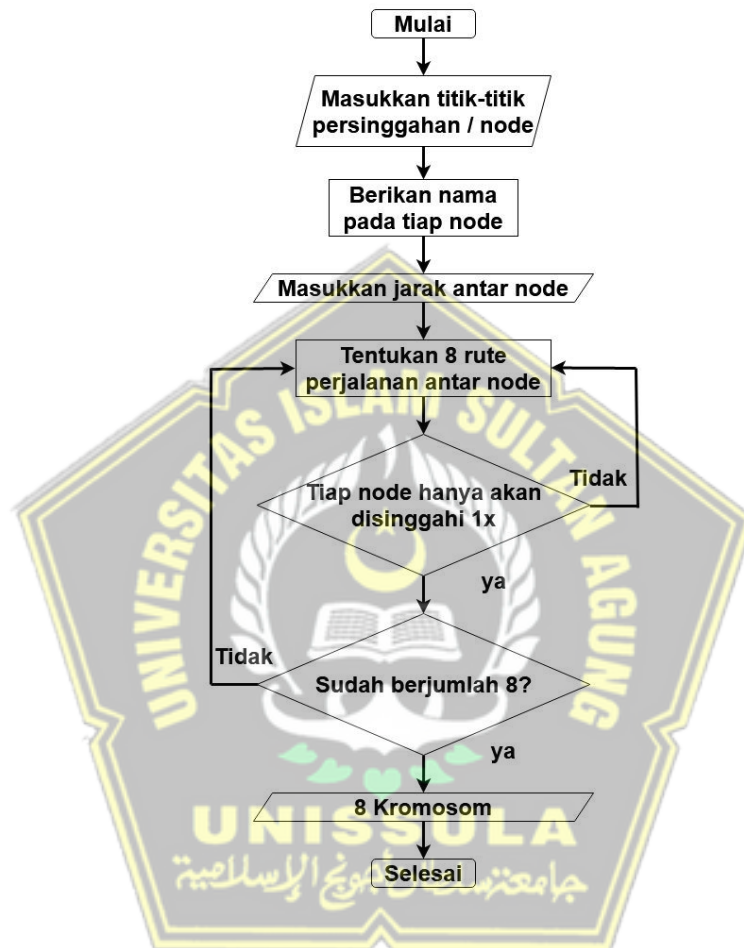 Mulai
Masukkan titik-titik
persinggahan / node
Berikan nama
pada tiap node
Masukkan jarak antar node
Tentukan 8 rute
perjalanan antar node
UNIVERSITAS ISLAM SULTAN AGUNG
Tiap node hanya akan
disinggahi 1x
Tidak
ya
Tidak
Sudah berjumlah 8?
ya
8 Kromosom
UNISSULA
Selesai
جامعتنسلطان أجونج الإسلامية